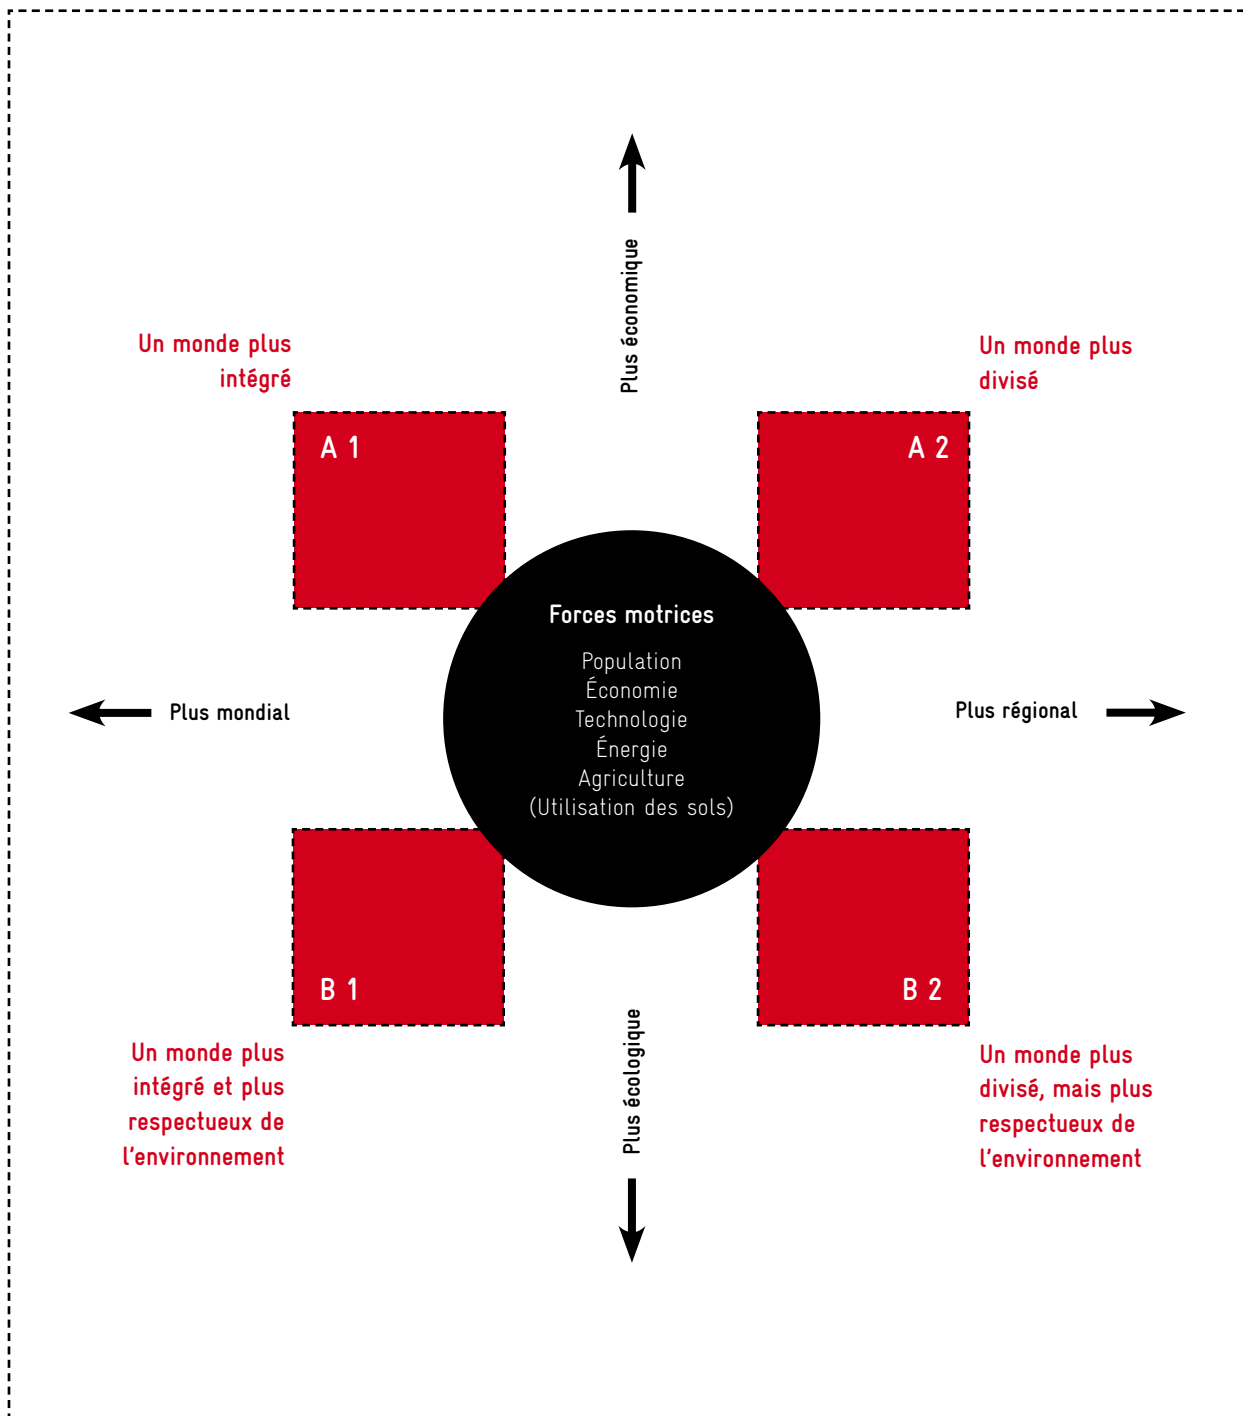 Plus économique
Un monde plus
intégré
Un monde plus
divisé
A 1
A 2
Forces motrices
Population
Économie
Technologie
Énergie
Agriculture
(Utilisation des sols)
Plus mondial
Plus régional
B 1
B 2
Plus écologique
Un monde plus
intégré et plus
respectueux de
l'environnement
Un monde plus
divisé, mais plus
respectueux de
l'environnement